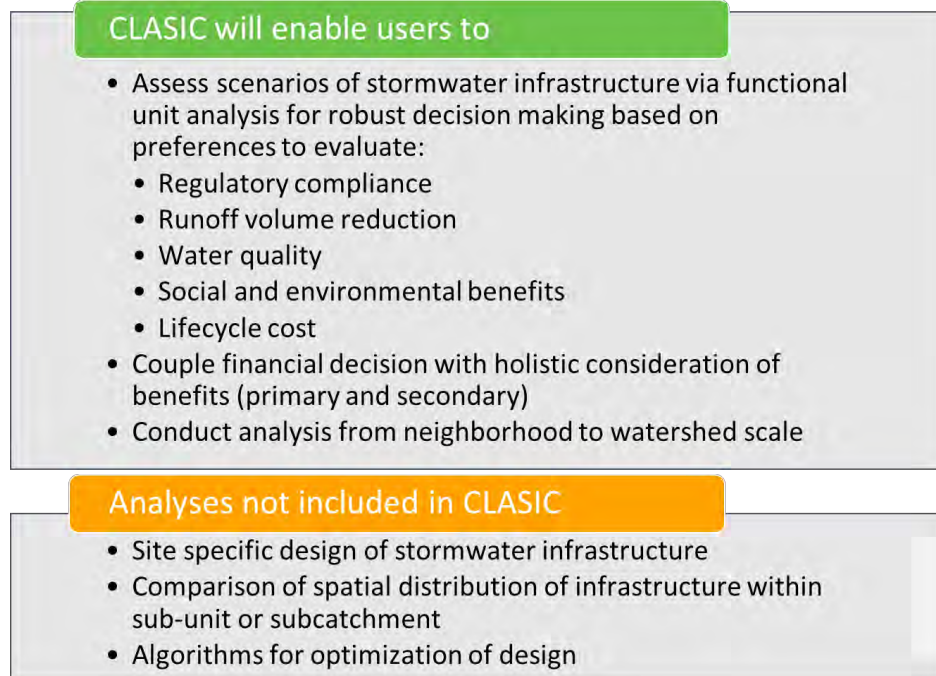 CLASIC will enable users to
• Assess scenarios of stormwater infrastructure via functional
unit analysis for robust decision making based on
preferences to evaluate:
• Regulatory compliance
• Runoff volume reduction
• Water quality
• Social and environmental benefits
• Lifecycle cost
• Couple financial decision with holistic consideration of
benefits (primary and secondary)
• Conduct analysis from neighborhood to watershed scale
Analyses not included in CLASIC
• Site specific design of stormwater infrastructure
• Comparison of spatial distribution of infrastructure within
sub-unit or subcatchment
• Algorithms for optimization of design